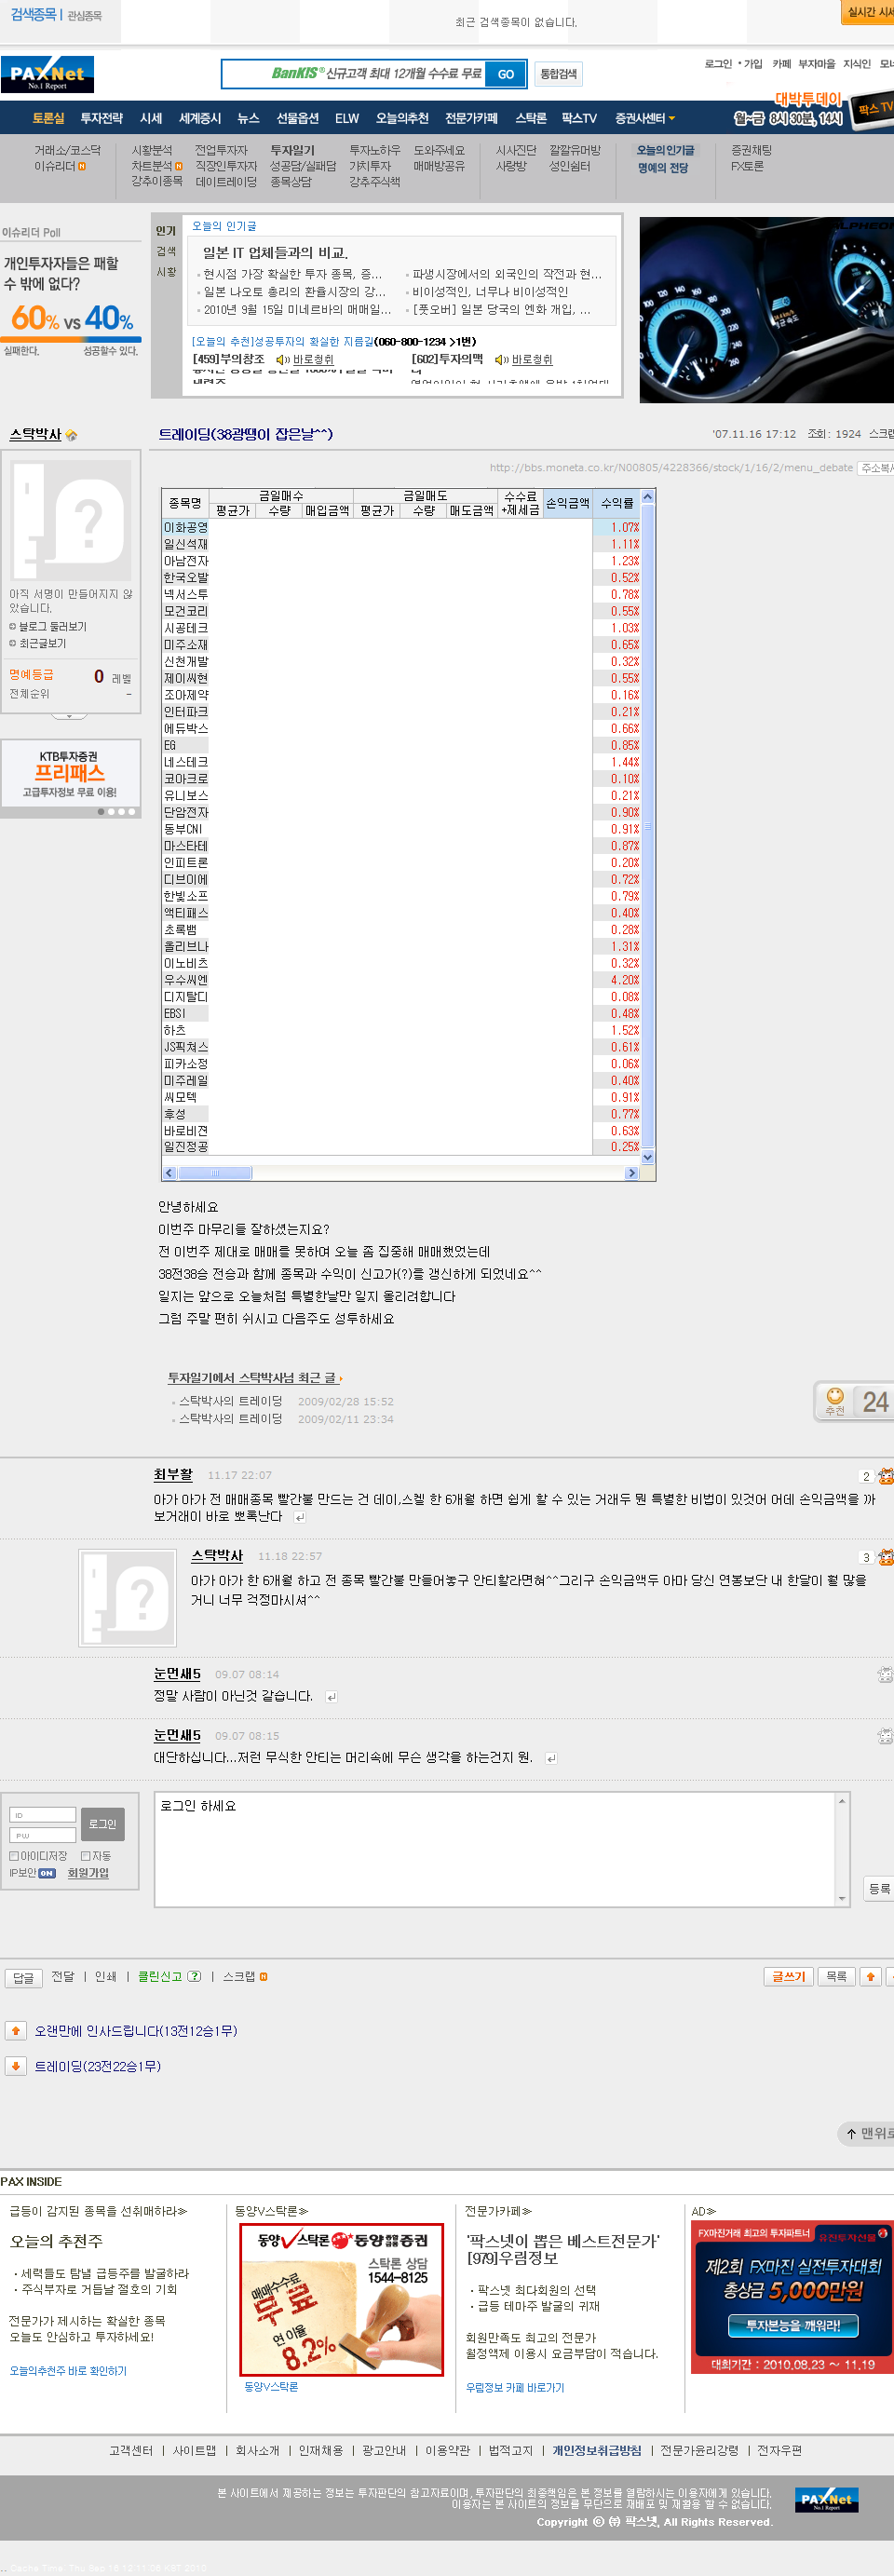 검색종목 | 관심종목
최근 검색종목이 없습니다.
실시간 시세
PAXNet
No.1 Report
BanKIS® 신규고객 최대 12개월 수수료 무료 GO 통합검색
로그인 • 가입 카페 부자마을 지식인
대박투데이
월~금 8시30분, 14시
팍스TV
토론실 투자전략 시세 세계증시 뉴스 선물옵션 ELW 오늘의추천 전문가카페 스탁론 팍스TV 증권사센터
거래소/코스닥 시황분석 전업투자자 투자일기 투자노하우 도와주세요 시사진단 깔깔유머방 오늘의인기글 증권채팅
이슈리더 차트분석 직장인투자자 성공담/실패담 가치투자 매매방공유 사랑방 성인쉼터 명예의 전당 FX토론
강추이종목 데이트레이딩 종목상담 강추주식책
이슈리더 Poll
개인투자자들은 패할
수 밖에 없다?
60% vs 40%
실패한다. 성공할수 있다.
인기
검색
시황
오늘의 인기글
일본 IT 업체들과의 비교.
현시점 가장 확실한 투자 종목, 증...
파생시장에서의 외국인의 작전과 현...
일본 나오토 총리의 환율시장의 강...
비이성적인, 너무나 비이성적인
2010년 9월 15일 미네르바의 매매일...
[풋오버] 일본 당국의 엔화 개입, ...
[오늘의 추천]성공투자의 확실한 지름길(060-800-1234 >1번)
[459]부의창조 바로청취
[602]투자의맥 바로청취
ALPHEON
스탁박사
트레이딩(38광땡이 잡은날^^)
'07.11.16 17:12 조회: 1924 스크랩
http://bbs.moneta.co.kr/N00805/4228366/stock/1/16/2/menu_debate 주소복사
아직 서명이 만들어지지 않
았습니다.
블로그 둘러보기
최근글보기
명예등급 0 레벨
전체순위 -
KTB투자증권
프리패스
고급투자정보 무료 이용!
종목명 금일매수 금일매도 수수료 +제세금 손익금액 수익률
평균가 수량 매입금액 평균가 수량 매도금액
이화공영 1.07%
일신석재 1.11%
아남전자 1.23%
한국오발 0.52%
넥서스투 0.78%
모건코리 0.55%
시공테크 1.03%
미주소재 0.65%
신천개발 0.32%
제이씨현 0.55%
조아제약 0.16%
인터파크 0.21%
에듀박스 0.66%
EG 0.85%
네스테크 1.44%
코아크로 0.10%
유니보스 0.21%
단암전자 0.90%
동부CNI 0.91%
마스타테 0.87%
인피트론 0.20%
디브이에 0.72%
한빛소프 0.79%
액티패스 0.40%
초록뱀 0.28%
올리브나 1.31%
이노비츠 0.32%
우수씨엔 4.20%
디지탈디 0.08%
EBSI 0.48%
하츠 1.52%
JS픽쳐스 0.61%
피카소정 0.06%
미주레일 0.40%
씨모텍 0.91%
후성 0.77%
바로비젼 0.63%
일진정공 0.25%
안녕하세요
이번주 마무리들 잘하셨는지요?
전 이번주 제대로 매매를 못하여 오늘 좀 집중해 매매했었는데
38전38승 전승과 함께 종목과 수익이 신고가(?)를 갱신하게 되었네요^^
일지는 앞으로 오늘처럼 특별한날만 일지 올리려합니다
그럼 주말 편히 쉬시고 다음주도 성투하세요
투자일기에서 스탁박사님 최근 글
스탁박사의 트레이딩 2009/02/28 15:52
스탁박사의 트레이딩 2009/02/11 23:34
추천 24
최부활 11.17 22:07 2
아가 아가 전 매매종목 빨간불 만드는 건 데이,스켈 한 6개월 하면 쉽게 할 수 있는 거래두 뭔 특별한 비법이 있것어 어데 손익금액을 까
보거래이 바로 뽀록난다
스탁박사 11.18 22:57 3
아가 아가 한 6개월 하고 전 종목 빨간불 만들어놓구 안티활라면혀^^그리구 손익금액두 아마 당신 연봉보단 내 한달이 훨 많을
거니 너무 걱정마시셔^^
눈먼새5 09.07 08:14
정말 사람이 아닌것 같습니다.
눈먼새5 09.07 08:15
대단하십니다...저런 무식한 안티는 머리속에 무슨 생각을 하는건지 원.
ID
PW
로그인
아이디저장 자동
IP보안 ON 회원가입
로그인 하세요
등록
답글 전달 | 인쇄 | 클린신고 ? | 스크랩
글쓰기 목록
오랜만에 인사드립니다(13전12승1무)
트레이딩(23전22승1무)
맨위로
PAX INSIDE
급등이 감지된 종목을 선취매하라≫
오늘의 추천주
· 세력들도 탐낼 급등주를 발굴하라
· 주식부자로 거듭날 절호의 기회
전문가가 제시하는 확실한 종목
오늘도 안심하고 투자하세요!
오늘의추천주 바로 확인하기
동양V스탁론≫
동양V스탁론 동양종합금융증권
스탁론 상담
1544-8125
매매수수료
무료
연 이율
8.2%
동양V스탁론
전문가카페≫
'팍스넷이 뽑은 베스트전문가'
[979]우림정보
· 팍스넷 최다회원의 선택
· 급등 테마주 발굴의 귀재
회원만족도 최고의 전문가
월정액제 이용시 요금부담이 적습니다.
우림정보 카페 바로가기
AD≫
FX마진거래 최고의 투자파트너 유진투자선물
제2회 FX마진 실전투자대회
총상금 5,000만원
투자본능을 깨워라!
대회기간 : 2010.08.23 ~ 11.19
고객센터 | 사이트맵 | 회사소개 | 인재채용 | 광고안내 | 이용약관 | 법적고지 | 개인정보취급방침 | 전문가윤리강령 | 전자우편
본 사이트에서 제공하는 정보는 투자판단의 참고자료이며, 투자판단의 최종책임은 본 정보를 열람하시는 이용자에게 있습니다.
이용자는 본 사이트의 정보를 무단으로 재배포 및 재활용 할 수 없습니다.
Copyright ⓒ ㈜ 팍스넷, All Rights Reserved.
PAXNet
No.1 Report